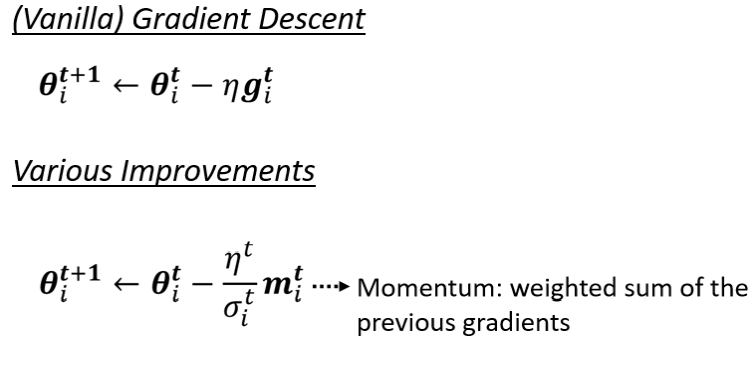 (Vanilla) Gradient Descent
θᵢᵗ⁺¹ ← θᵢᵗ − ηgᵢᵗ
Various Improvements
θᵢᵗ⁺¹ ← θᵢᵗ − ηᵗ/σᵢᵗ mᵢᵗ Momentum: weighted sum of the
previous gradients